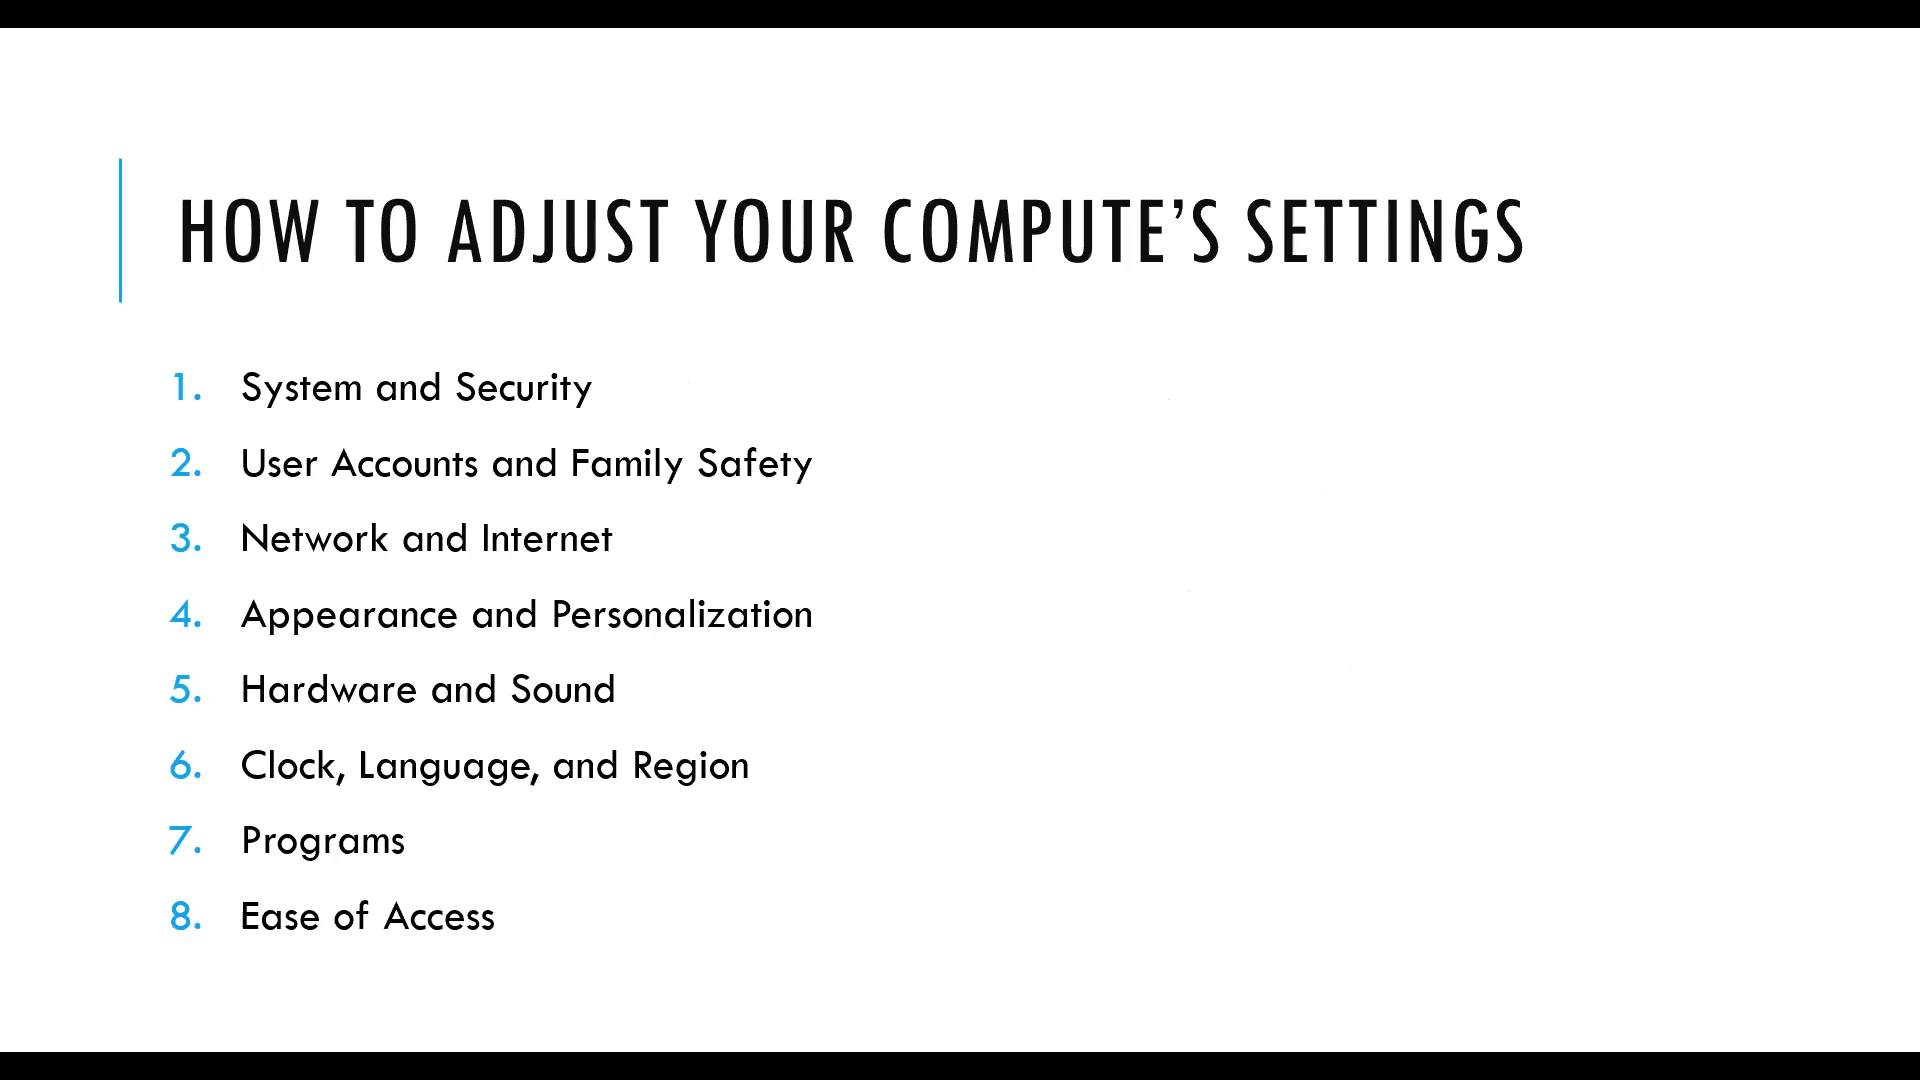 HOW TO ADJUST YOUR COMPUTE’S SETTINGS
1. System and Security
2. User Accounts and Family Safety
3. Network and Internet
4. Appearance and Personalization
5. Hardware and Sound
6. Clock, Language, and Region
7. Programs
8. Ease of Access